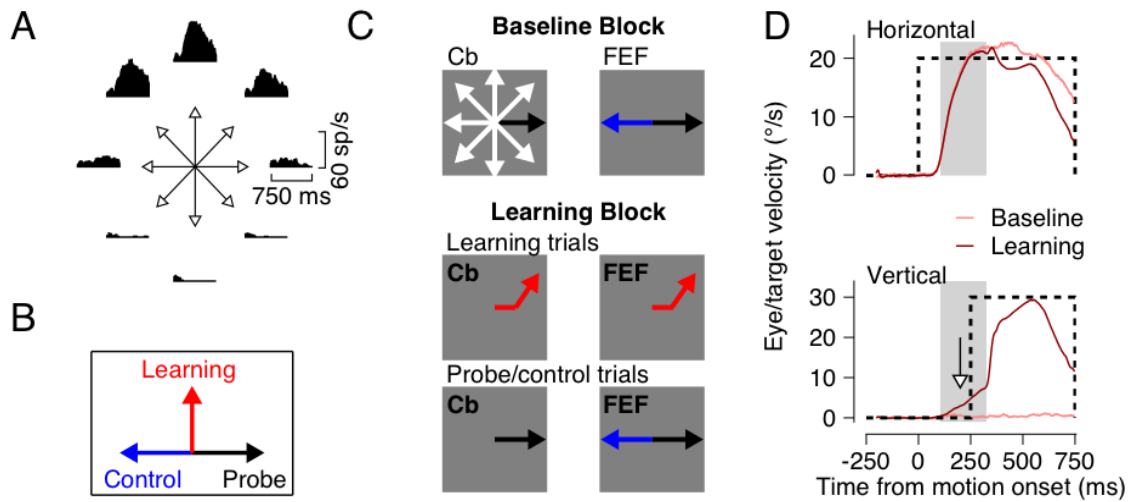 A
60 sp/s
750 ms
B
Learning
Control
Probe
C
Baseline Block
Cb
FEF
Learning Block
Learning trials
Cb
FEF
Probe/control trials
Cb
FEF
D
Horizontal
20
10
0
Eye/target velocity (°/s)
Baseline
Learning
Vertical
30
20
10
0
-250 0 250 500 750
Time from motion onset (ms)